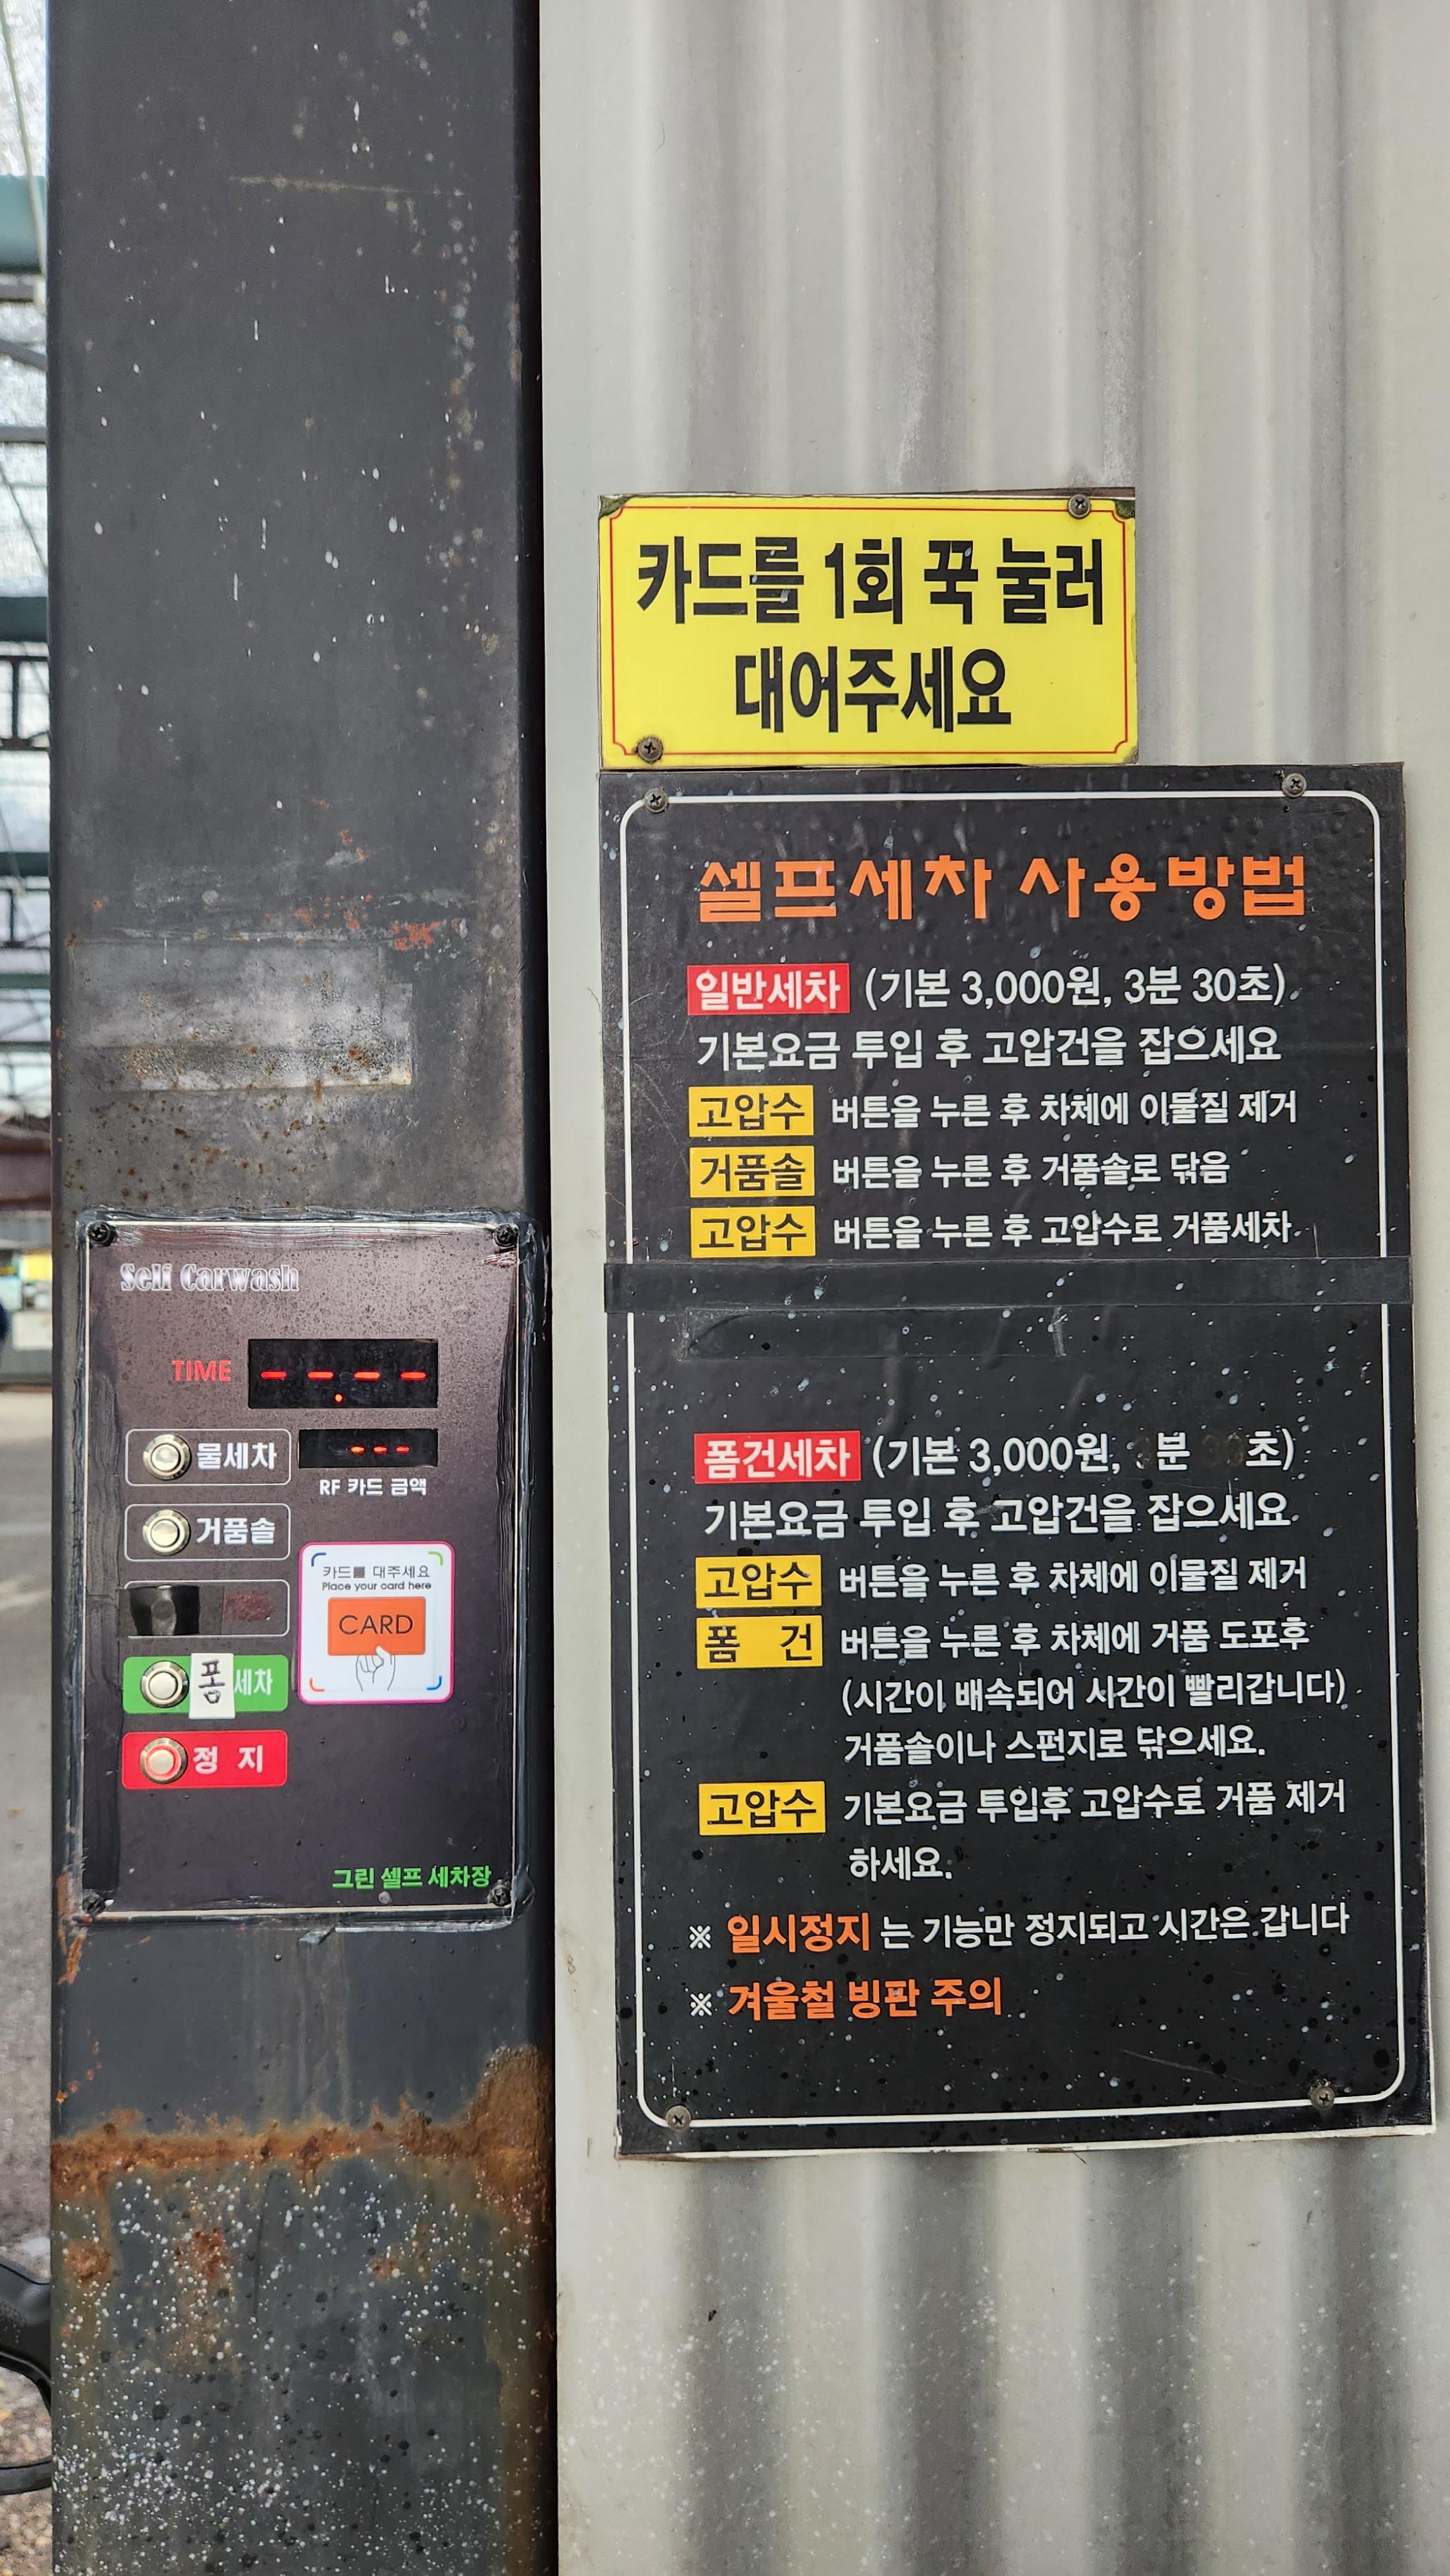 카드를 1회 꾹 눌러
대어주세요
셀프세차 사용방법
일반세차 (기본 3,000원, 3분 30초)
기본요금 투입 후 고압건을 잡으세요
고압수 버튼을 누른 후 차체에 이물질 제거
거품솔 버튼을 누른 후 거품솔로 닦음
고압수 버튼을 누른 후 고압수로 거품세차
폼건세차 (기본 3,000원, 분 초)
기본요금 투입 후 고압건을 잡으세요
고압수 버튼을 누른 후 차체에 이물질 제거
폼 건 버튼을 누른 후 차체에 거품 도포후
(시간이 배속되어 시간이 빨리갑니다)
거품솔이나 스펀지로 닦으세요.
고압수 기본요금 투입후 고압수로 거품 제거
하세요.
※ 일시정지 는 기능만 정지되고 시간은 갑니다
※ 겨울철 빙판 주의
Self Carwash
TIME
물세차
RF 카드 금액
거품솔
카드를 대주세요
Place your card here
CARD
폼 세차
정 지
그린 셀프 세차장